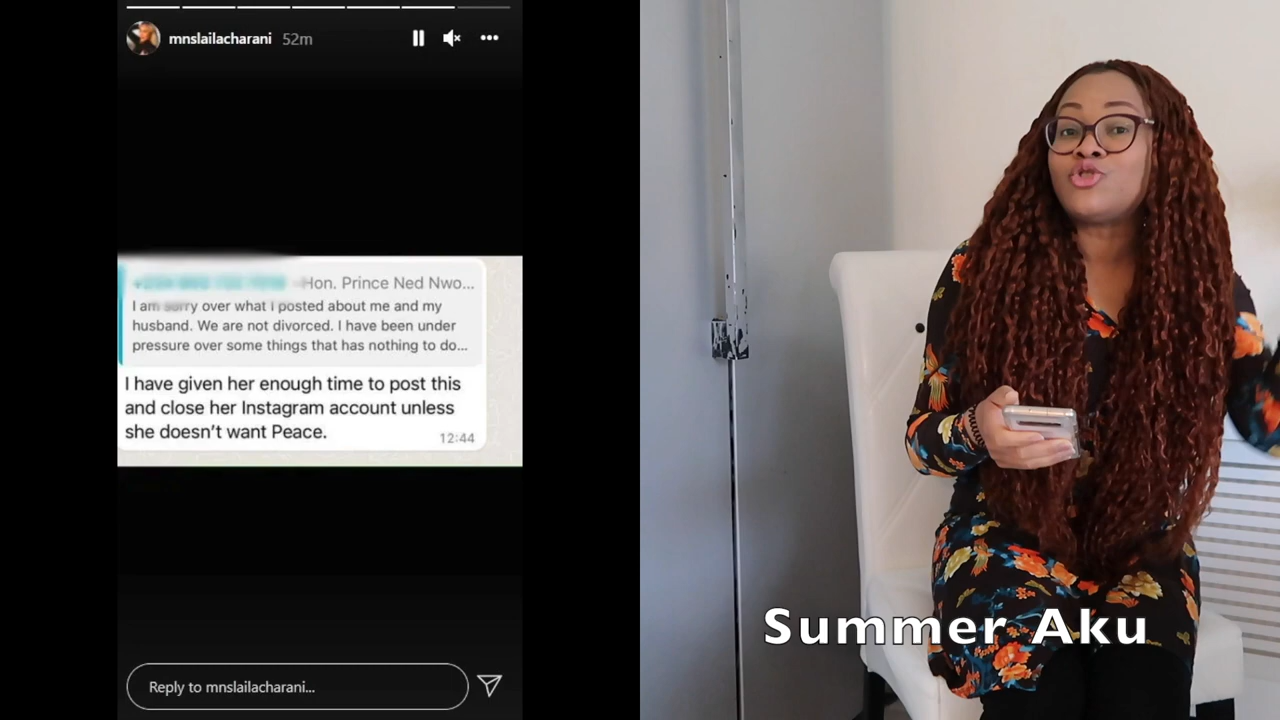 mnslailacharani 52m
-Hon. Prince Ned Nwo...
I am sorry over what I posted about me and my
husband. We are not divorced. I have been under
pressure over some things that has nothing to do...
I have given her enough time to post this
and close her Instagram account unless
she doesn't want Peace.
12:44
Reply to mnslailacharani...
Summer Aku